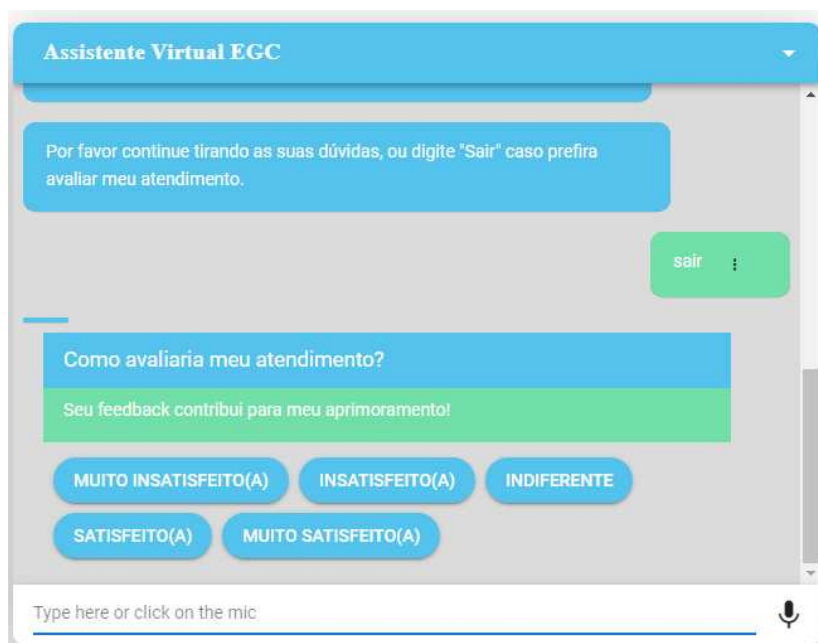 Assistente Virtual EGC
Por favor continue tirando as suas dúvidas, ou digite "Sair" caso prefira
avaliar meu atendimento.
sair
Como avaliaria meu atendimento?
Seu feedback contribui para meu aprimoramento!
MUITO INSATISFEITO(A) INSATISFEITO(A) INDIFERENTE
SATISFEITO(A) MUITO SATISFEITO(A)
Type here or click on the mic